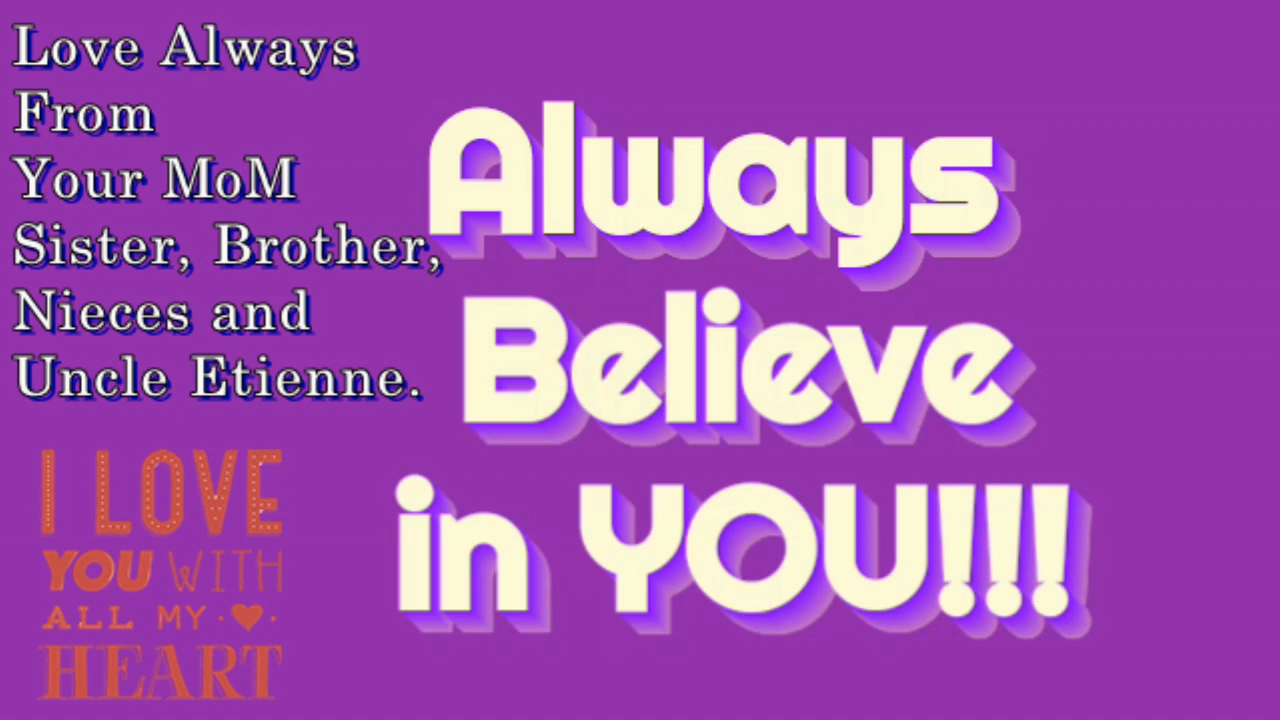 Love Always
From
Your MoM
Sister, Brother,
Nieces and
Uncle Etienne.
Always
Believe
in YOU!!!
I LOVE
YOU WITH
ALL MY
HEART